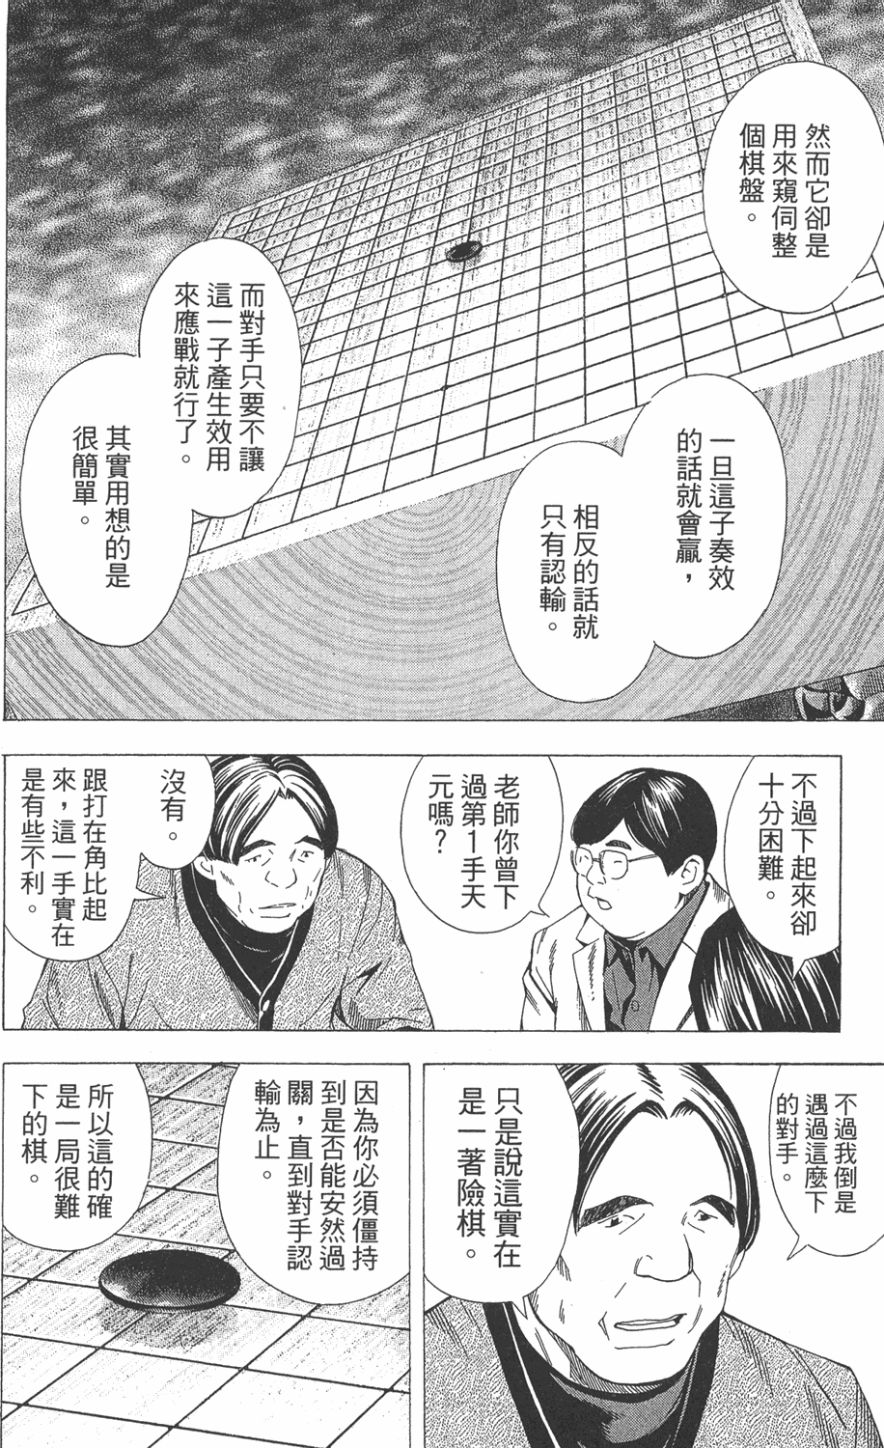 然而它卻是
用來窺伺整
個棋盤。
一旦這子奏效
的話就會贏，
相反的話就
只有認輸。
而對手只要不讓
這一子產生效用
來應戰就行了。
其實用想的是
很簡單。
不過下起來卻
十分困難。
老師你曾下
過第1手天
元嗎？
沒有。
跟打在角比起
來，這一手實在
是有些不利。
不過我倒是
遇過這麼下
的對手。
只是說這實在
是一著險棋。
因為你必須僵持
到是否能安然過
關，直到對手認
輸為止。
所以這的確
是一局很難
下的棋。